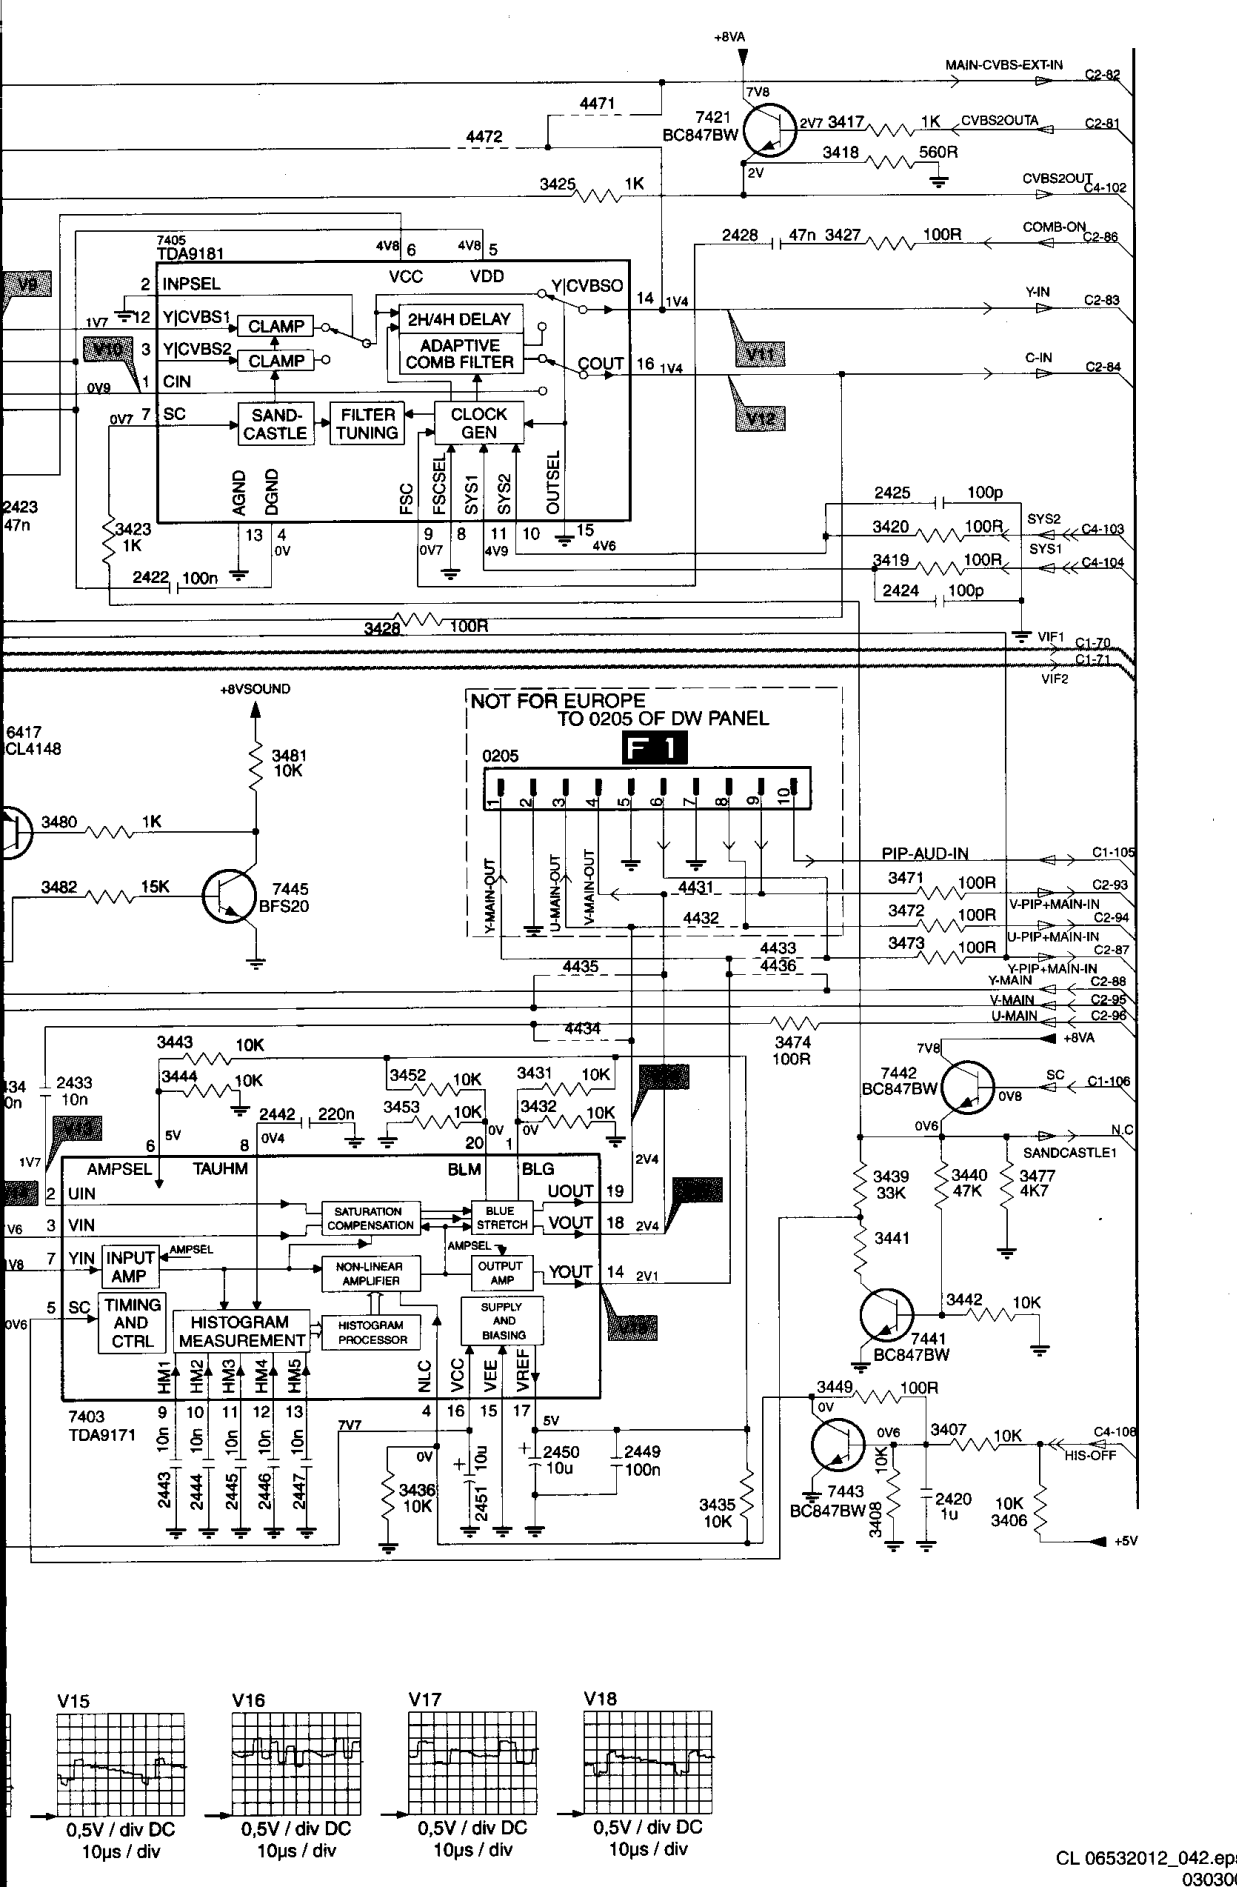 +8VA
MAIN-CVBS-EXT-IN C2-82
7V8
4471
7421
BC847BW
2V7 3417 1K CVBS2OUTA C2-81
4472
3418 560R
2V
3425 1K
CVBS2OUT
C4-102
COMB-ON
C2-86
2428 47n 3427 100R
7405
TDA9181
4V8 6 4V8 5
VCC VDD
2 INPSEL
Y|CVBSO
14 1V4
Y-IN
C2-83
V9
1V7 12 Y|CVBS1
CLAMP
2H/4H DELAY
V10
3 Y|CVBS2
CLAMP
ADAPTIVE
COMB FILTER
COUT
16 1V4
V11
C-IN
C2-84
0V9 1 CIN
0V7 7 SC
SAND-
CASTLE
FILTER
TUNING
CLOCK
GEN
V12
AGND
DGND
FSC
FSCSEL
SYS1
SYS2
OUTSEL
13 4 9 8 11 10 15
0V 0V7 4V9 4V6
2423
47n
3423
1K
2422 100n
2425 100p
3420 100R SYS2 C4-103
SYS1
3419 100R C4-104
2424 100p
3428 100R
VIF1 C1-70
C1-71
VIF2
+8VSOUND
6417
CL4148
3481
10K
3480 1K
3482 15K
7445
BFS20
NOT FOR EUROPE
TO 0205 OF DW PANEL
F 1
0205
1 2 3 4 5 6 7 8 9 10
Y-MAIN-OUT
U-MAIN-OUT
V-MAIN-OUT
PIP-AUD-IN C1-105
4431
3471 100R C2-93
V-PIP+MAIN-IN
4432
3472 100R C2-94
U-PIP+MAIN-IN
4433
3473 100R C2-87
Y-PIP+MAIN-IN
4435 4436
Y-MAIN C2-88
V-MAIN C2-95
U-MAIN C2-96
4434
3474
100R
+8VA
3443 10K
3444 10K
434
0n
2433
10n
3452 10K
3453 10K
3431 10K
3432 10K
2442 220n
7V8
7442
BC847BW
SC C1-106
0V8
0V6
N.C
SANDCASTLE1
1V7
5V
6 8 0V4 20 0V 1 0V
AMPSEL TAUHM BLM BLG
2V4
2 UIN
SATURATION
COMPENSATION
BLUE
STRETCH
UOUT 19
V6 3 VIN
VOUT 18 2V4
1V8 7 YIN
INPUT
AMP
AMPSEL
NON-LINEAR
AMPLIFIER
AMPSEL
OUTPUT
AMP
YOUT 14 2V1
0V6 5 SC
TIMING
AND
CTRL
HISTOGRAM
MEASUREMENT
HISTOGRAM
PROCESSOR
SUPPLY
AND
BIASING
HM1
HM2
HM3
HM4
HM5
NLC
VCC
VEE
VREF
7403
TDA9171
9 10 11 12 13 4 16 15 17
3439
33K
3440
47K
3477
4K7
3441
3442 10K
7441
BC847BW
3449 100R
0V
7V7
0V
5V
2443 10n
2444 10n
2445 10n
2446 10n
2447 10n
3436
10K
+ 10u
2451
+ 2450
10u
2449
100n
3435
10K
0V6
3407 10K
C4-108
HIS-OFF
7443
BC847BW
10K
3408
2420
1u
10K
3406
+5V
V15
0,5V / div DC
10µs / div
V16
0,5V / div DC
10µs / div
V17
0,5V / div DC
10µs / div
V18
0,5V / div DC
10µs / div
CL 06532012_042.eps
030300